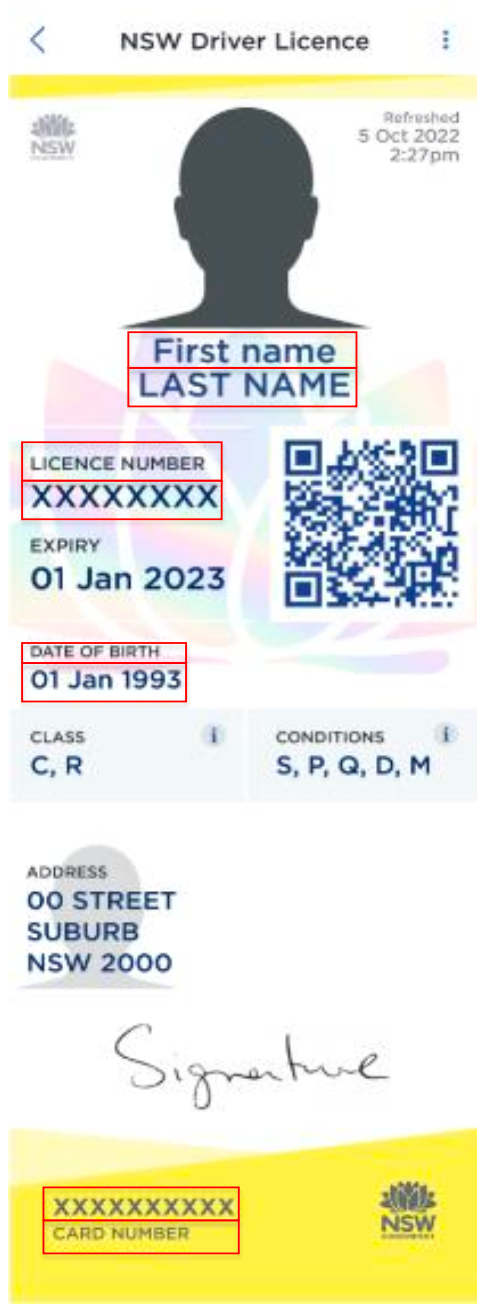 NSW Driver Licence
Refreshed
5 Oct 2022
2:27pm
NSW
GOVERNMENT
First name
LAST NAME
LICENCE NUMBER
XXXXXXXX
EXPIRY
01 Jan 2023
DATE OF BIRTH
01 Jan 1993
CLASS
C, R
CONDITIONS
S, P, Q, D, M
ADDRESS
00 STREET
SUBURB
NSW 2000
Signature
XXXXXXXXXX
CARD NUMBER
NSW
GOVERNMENT